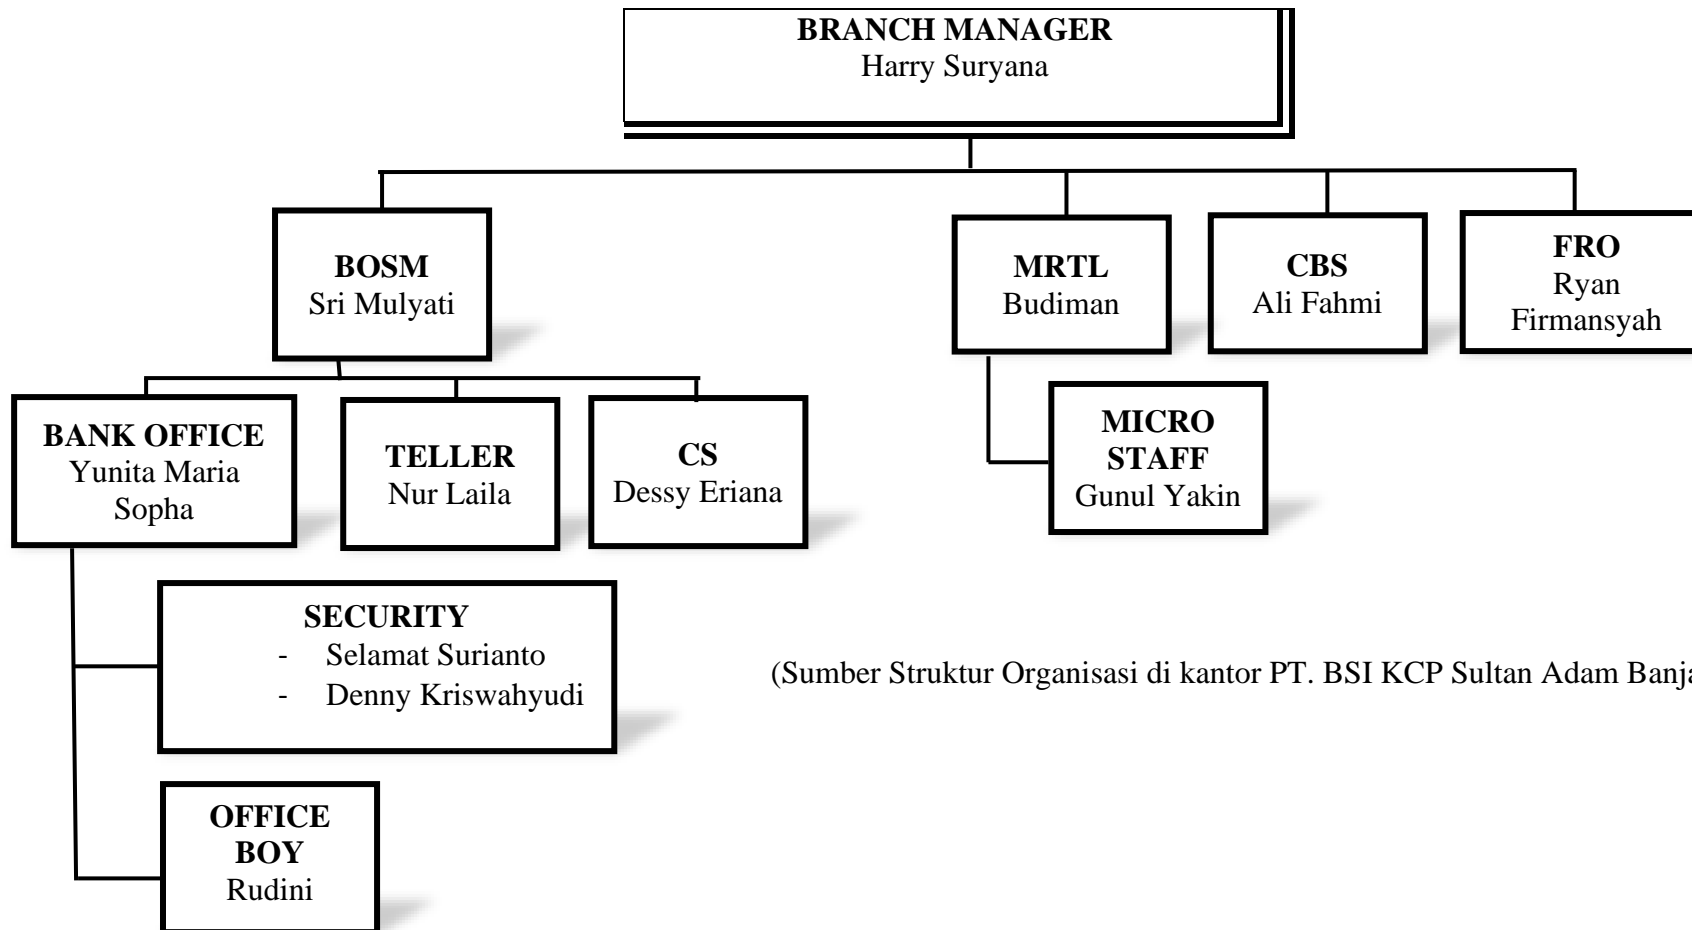 BRANCH MANAGER
Harry Suryana
BOSM
Sri Mulyati
MRTL
Budiman
CBS
Ali Fahmi
FRO
Ryan
Firmansyah
BANK OFFICE
Yunita Maria
Sopha
TELLER
Nur Laila
CS
Dessy Eriana
MICRO
STAFF
Gunul Yakin
SECURITY
- Selamat Surianto
- Denny Kriswahyudi
(Sumber Struktur Organisasi di kantor PT. BSI KCP Sultan Adam
OFFICE
BOY
Rudini